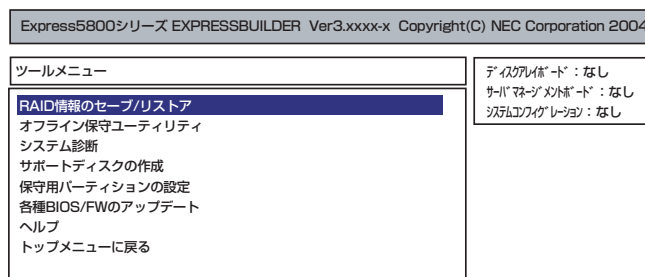 Express5800シリーズ EXPRESSBUILDER Ver3.xxxx-x Copyright(C) NEC Corporation 2004
ツールメニュー
RAID情報のセーブ/リストア
オフライン保守ユーティリティ
システム診断
サポートディスクの作成
保守用パーティションの設定
各種BIOS/FWのアップデート
ヘルプ
トップメニューに戻る
ディスクアレイボード:なし
サーバマネージメントボード:なし
システムコンフィグレーション:なし